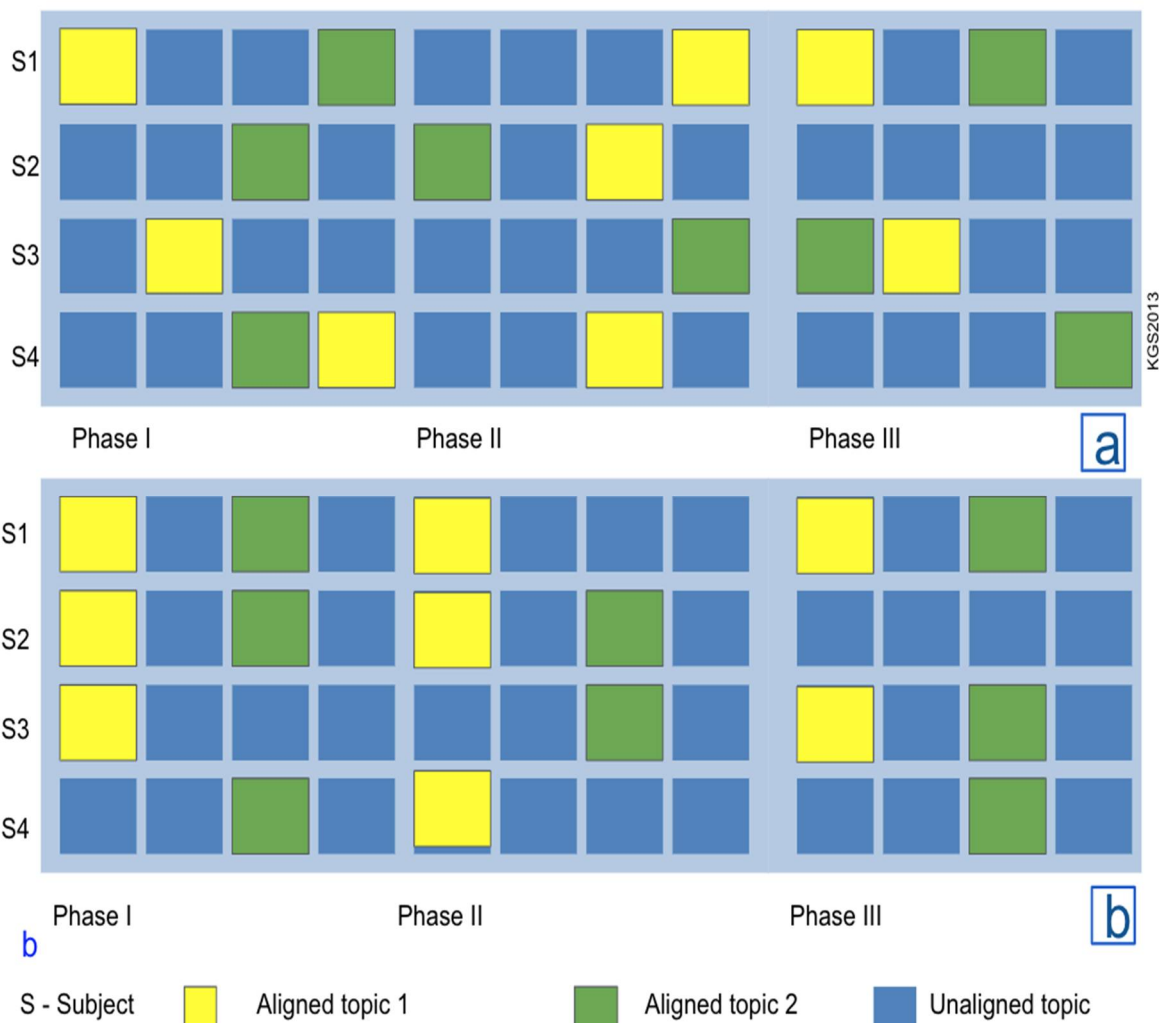 S1
S2
S3
S4
KGS2013
Phase I Phase II Phase III
a
S1
S2
S3
S4
Phase I Phase II Phase III
b
b
S - Subject Aligned topic 1 Aligned topic 2 Unaligned topic